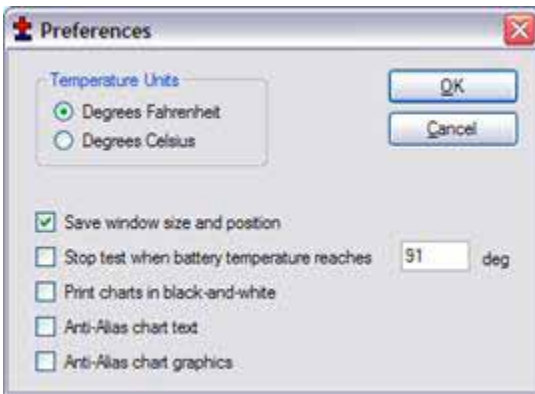 Preferences
Temperature Units
Degrees Fahrenheit
Degrees Celsius
OK
Cancel
Save window size and position
Stop test when battery temperature reaches 91 deg
Print charts in black-and-white
Anti-Alias chart text
Anti-Alias chart graphics